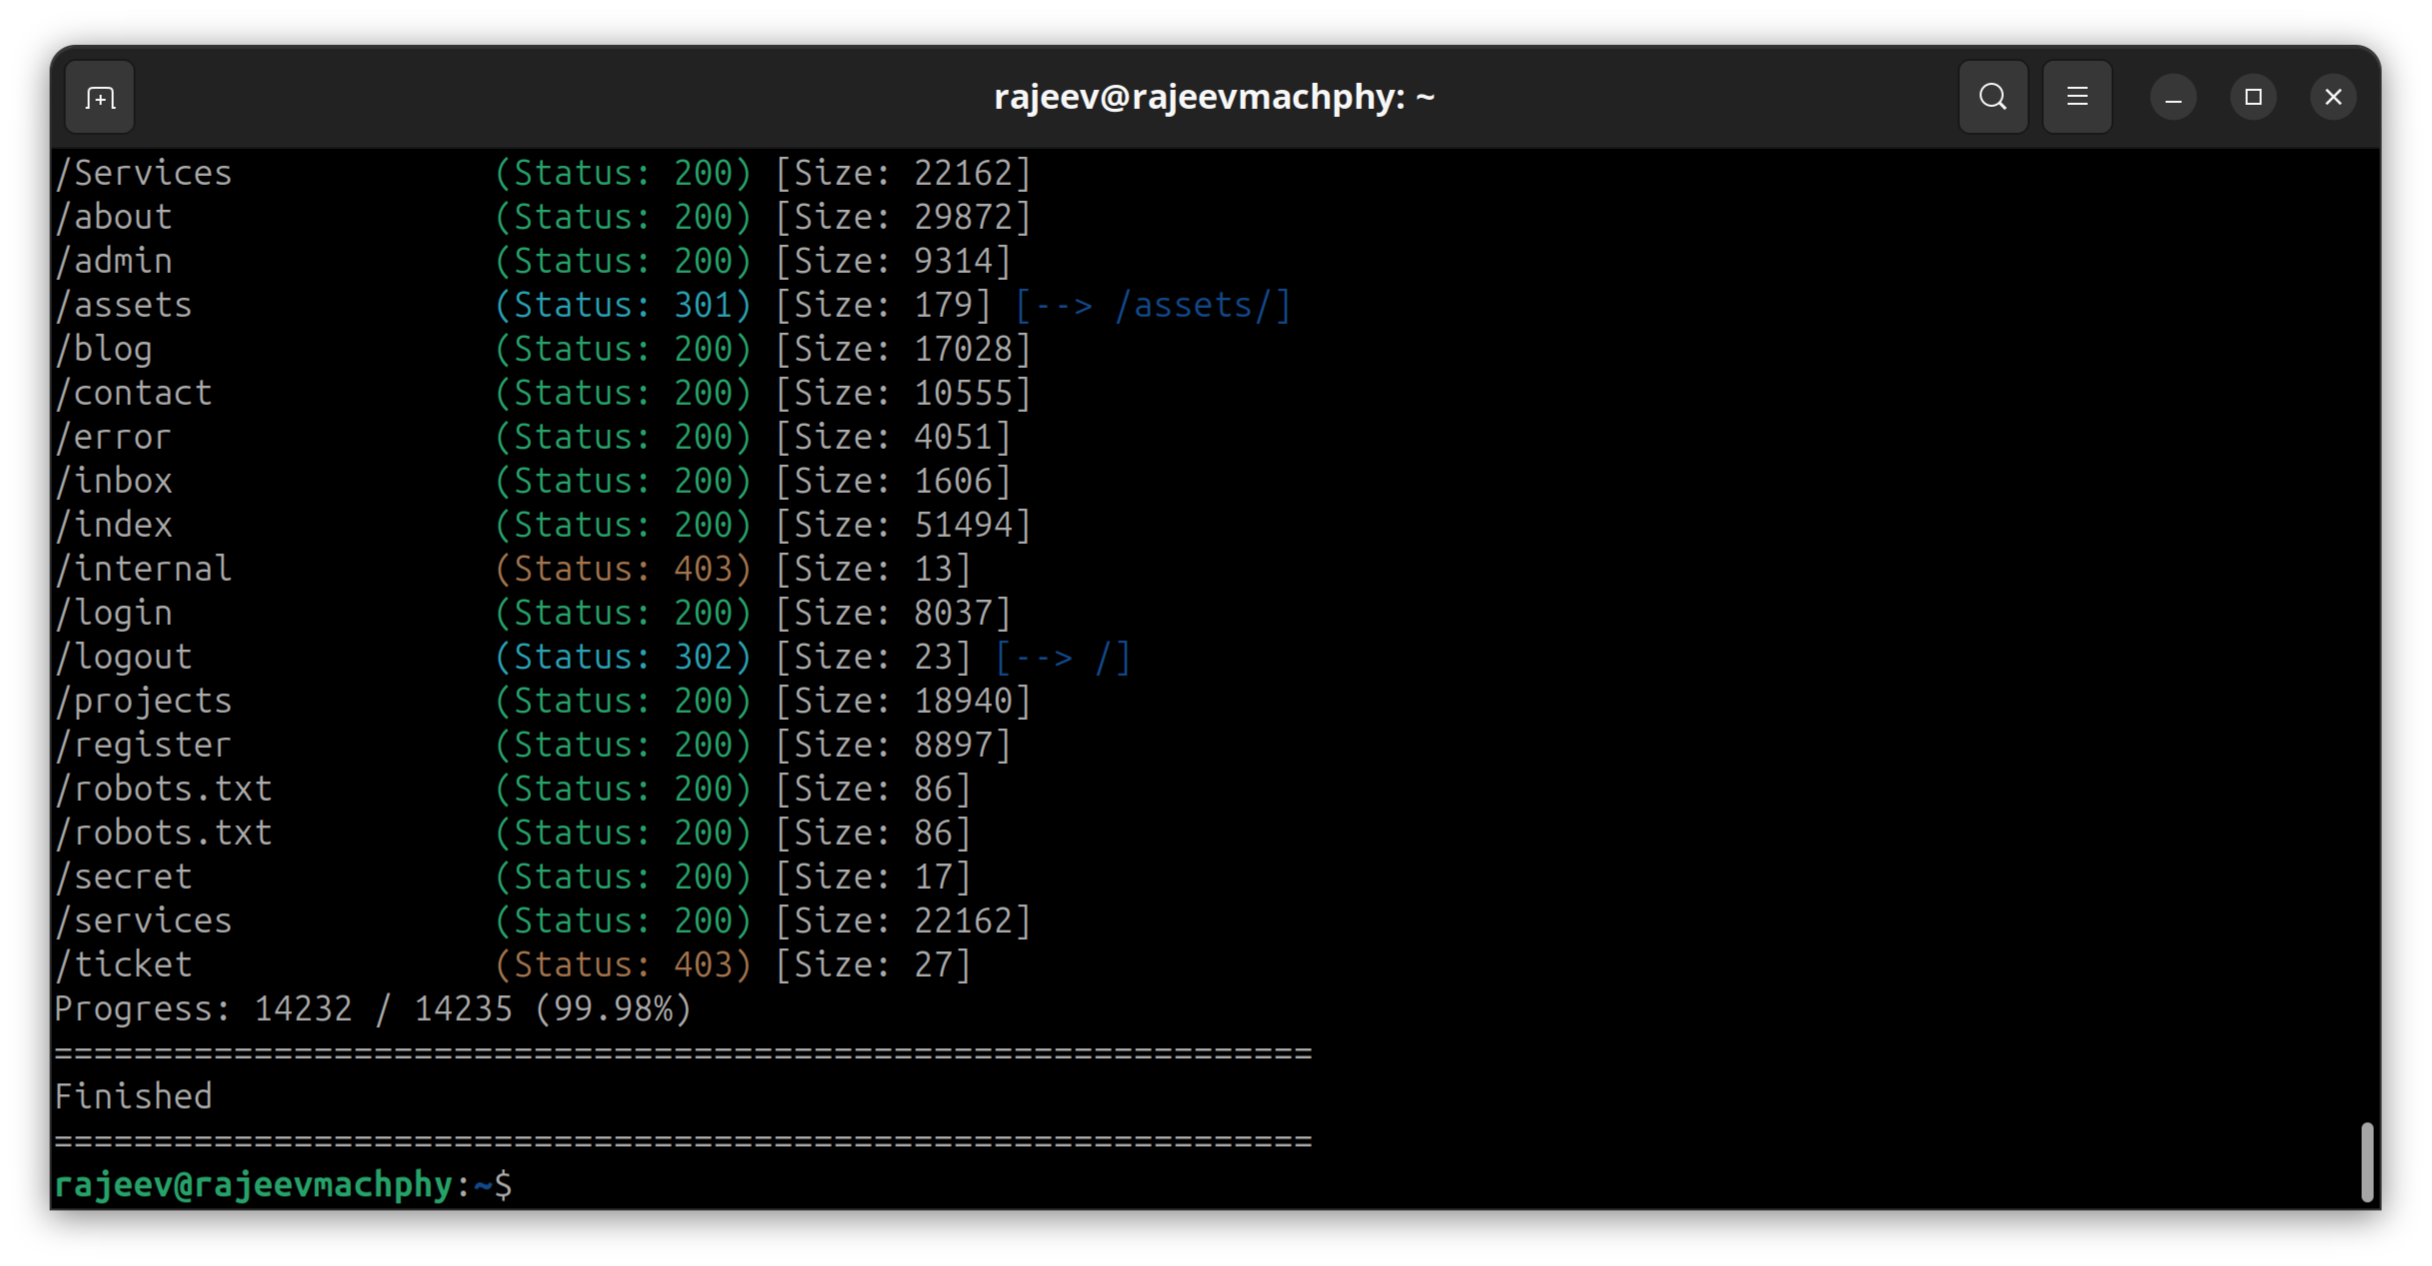 rajeev@rajeevmachphy: ~
/Services (Status: 200) [Size: 22162]
/about (Status: 200) [Size: 29872]
/admin (Status: 200) [Size: 9314]
/assets (Status: 301) [Size: 179] [--> /assets/]
/blog (Status: 200) [Size: 17028]
/contact (Status: 200) [Size: 10555]
/error (Status: 200) [Size: 4051]
/inbox (Status: 200) [Size: 1606]
/index (Status: 200) [Size: 51494]
/internal (Status: 403) [Size: 13]
/login (Status: 200) [Size: 8037]
/logout (Status: 302) [Size: 23] [--> /]
/projects (Status: 200) [Size: 18940]
/register (Status: 200) [Size: 8897]
/robots.txt (Status: 200) [Size: 86]
/robots.txt (Status: 200) [Size: 86]
/secret (Status: 200) [Size: 17]
/services (Status: 200) [Size: 22162]
/ticket (Status: 403) [Size: 27]
Progress: 14232 / 14235 (99.98%)
===============================================================
Finished
===============================================================
rajeev@rajeevmachphy:~$